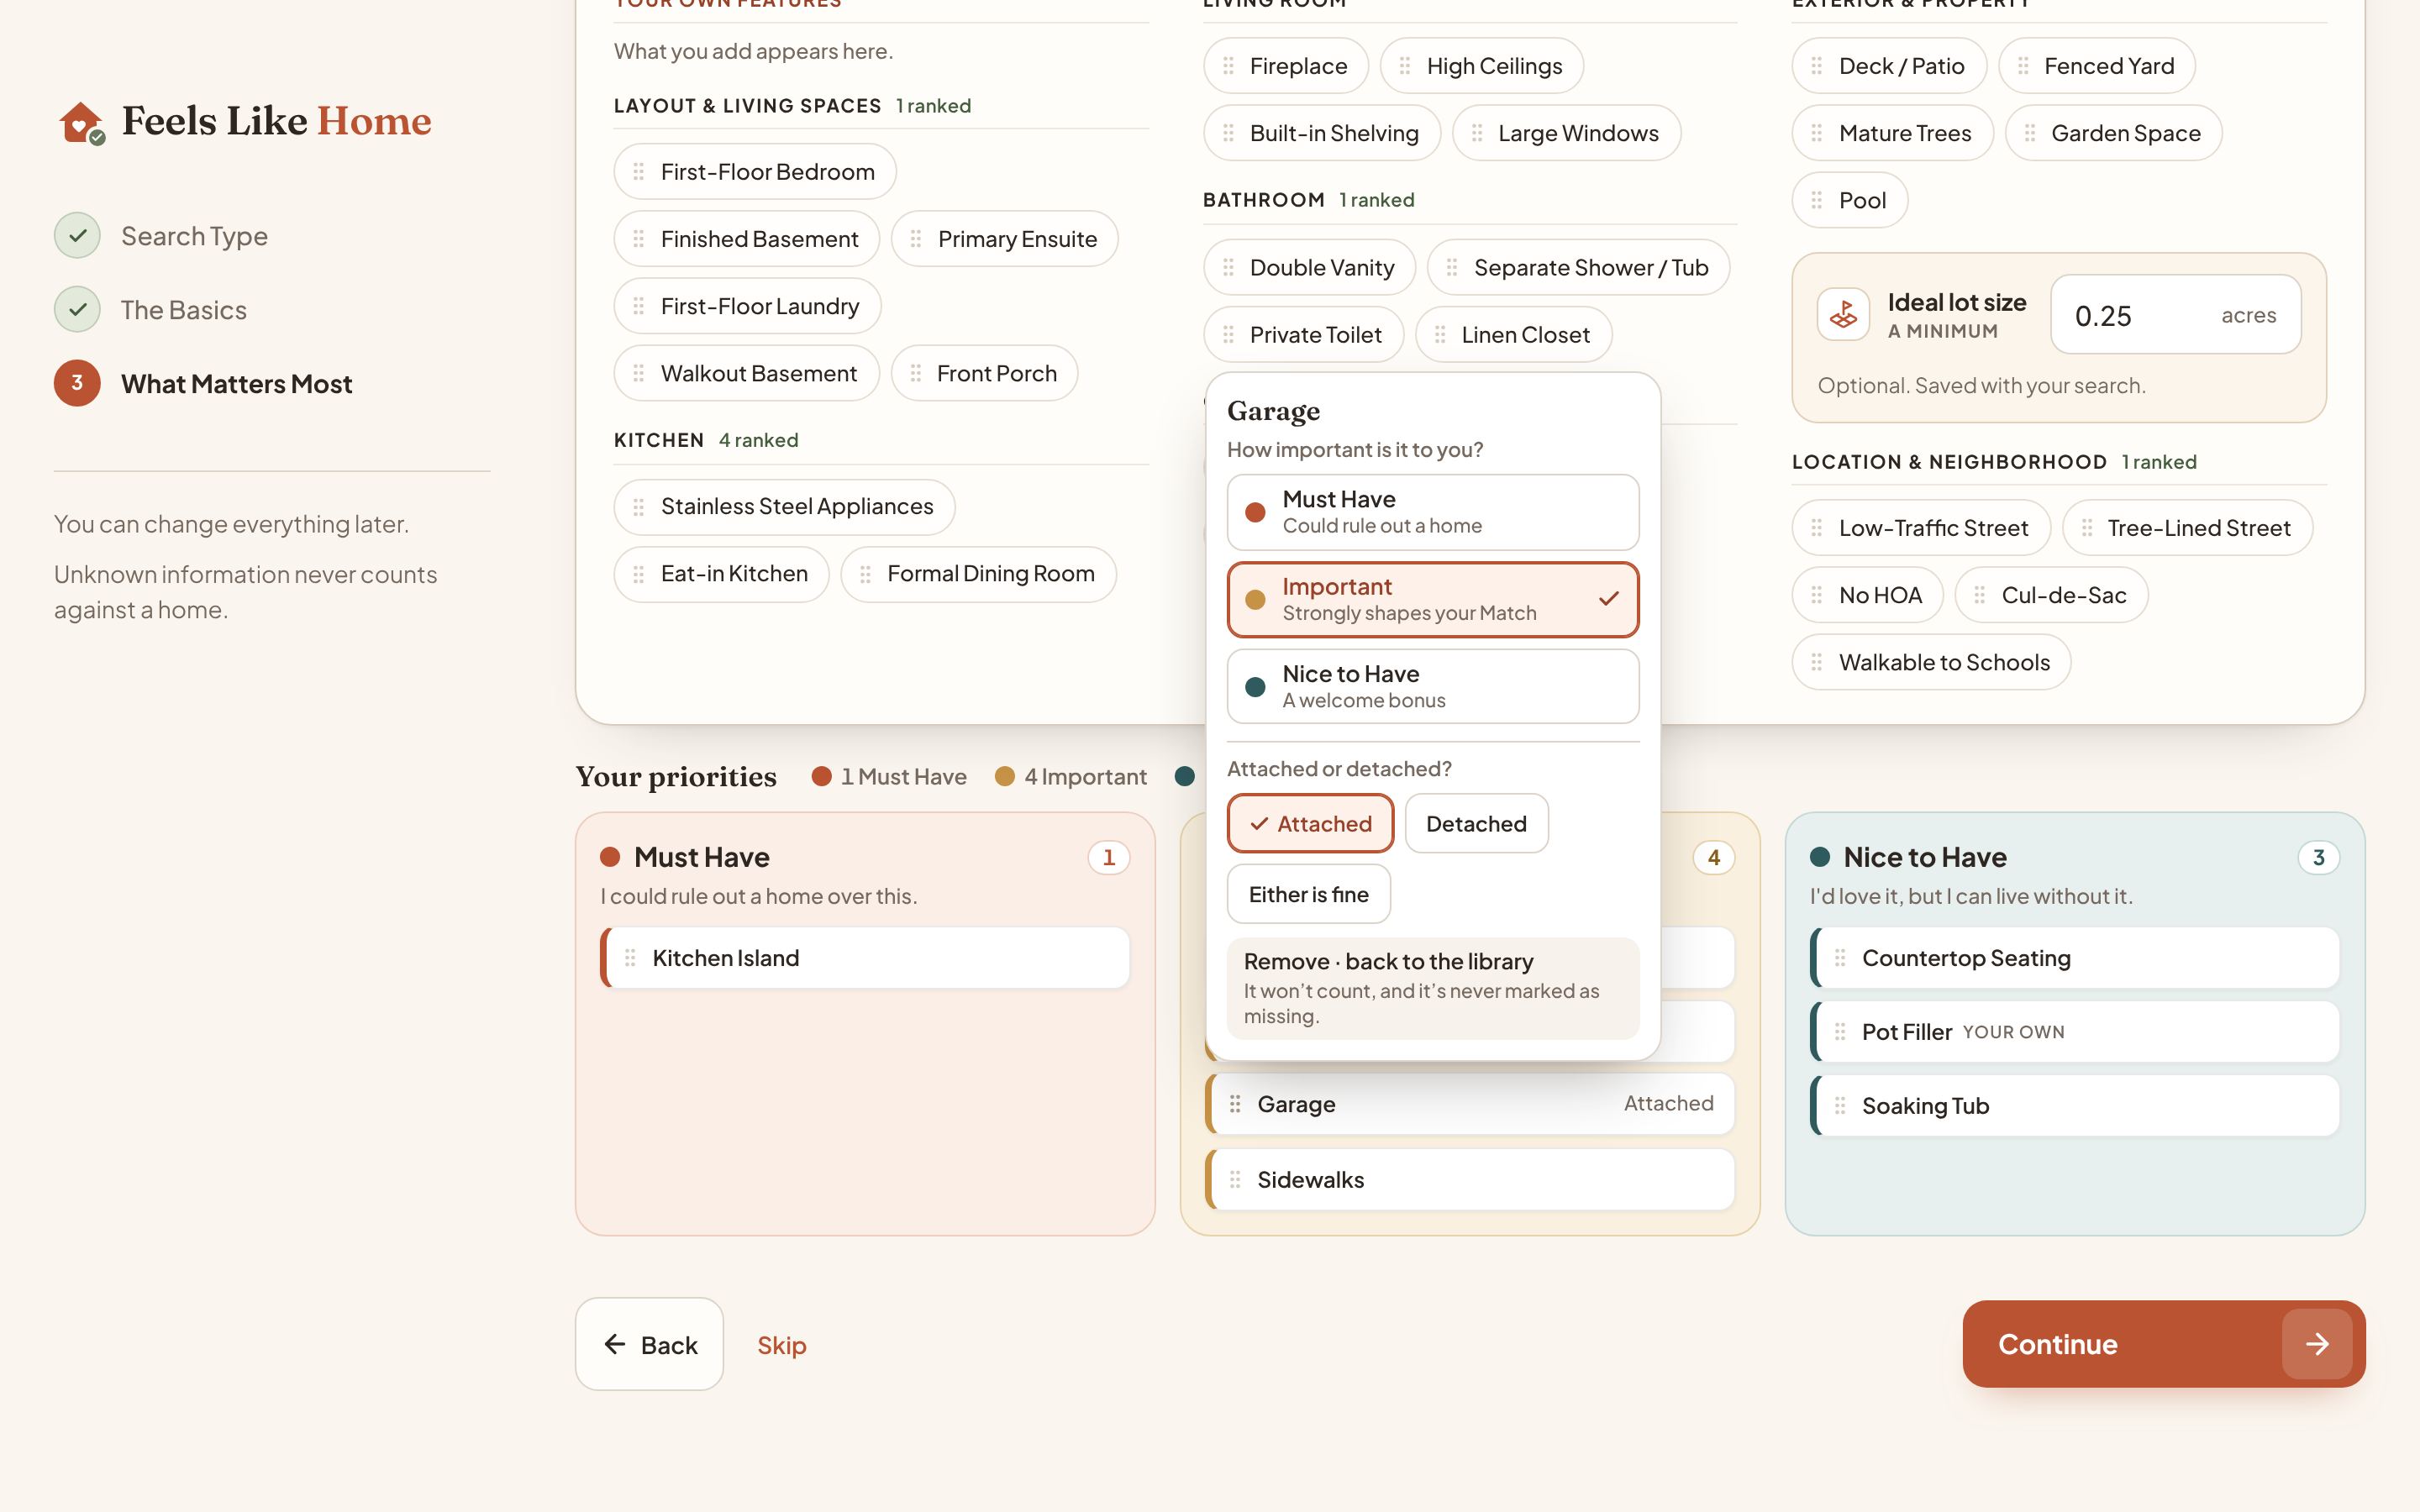 Feels Like Home
Search Type
The Basics
3 What Matters Most
You can change everything later.
Unknown information never counts
against a home.
YOUR OWN FEATURES
What you add appears here.
LAYOUT & LIVING SPACES 1 ranked
First-Floor Bedroom
Finished Basement Primary Ensuite
First-Floor Laundry
Walkout Basement Front Porch
KITCHEN 4 ranked
Stainless Steel Appliances
Eat-in Kitchen Formal Dining Room
LIVING ROOM
Fireplace High Ceilings
Built-in Shelving Large Windows
BATHROOM 1 ranked
Double Vanity Separate Shower / Tub
Private Toilet Linen Closet
EXTERIOR & PROPERTY
Deck / Patio Fenced Yard
Mature Trees Garden Space
Pool
Ideal lot size
A MINIMUM
0.25 acres
Optional. Saved with your search.
LOCATION & NEIGHBORHOOD 1 ranked
Low-Traffic Street Tree-Lined Street
No HOA Cul-de-Sac
Walkable to Schools
Garage
How important is it to you?
Must Have
Could rule out a home
Important
Strongly shapes your Match
Nice to Have
A welcome bonus
Attached or detached?
Attached Detached
Either is fine
Remove · back to the library
It won’t count, and it’s never marked as
missing.
Your priorities 1 Must Have 4 Important
Must Have 1
I could rule out a home over this.
Kitchen Island
4
Garage Attached
Sidewalks
Nice to Have 3
I'd love it, but I can live without it.
Countertop Seating
Pot Filler YOUR OWN
Soaking Tub
Back Skip Continue